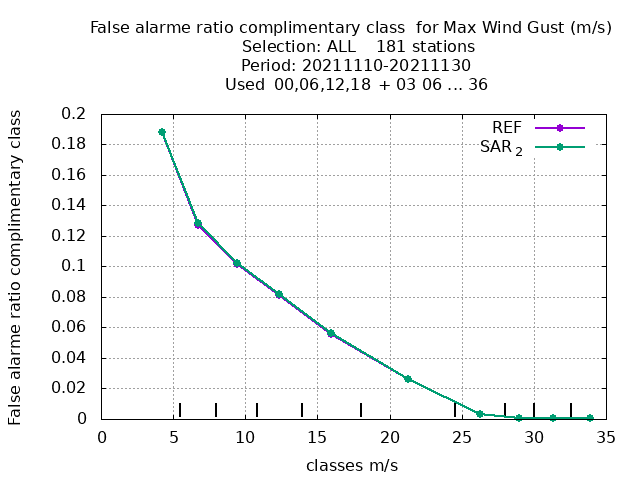 False alarme ratio complimentary class  for Max Wind Gust (m/s)
Selection: ALL    181 stations
Period: 20211110-20211130
Used  00,06,12,18  + 03 06 ... 36
False alarme ratio complimentary class
0.2
0.18
0.16
0.14
0.12
0.1
0.08
0.06
0.04
0.02
0
REF
SAR 2
0 5 10 15 20 25 30 35
classes m/s